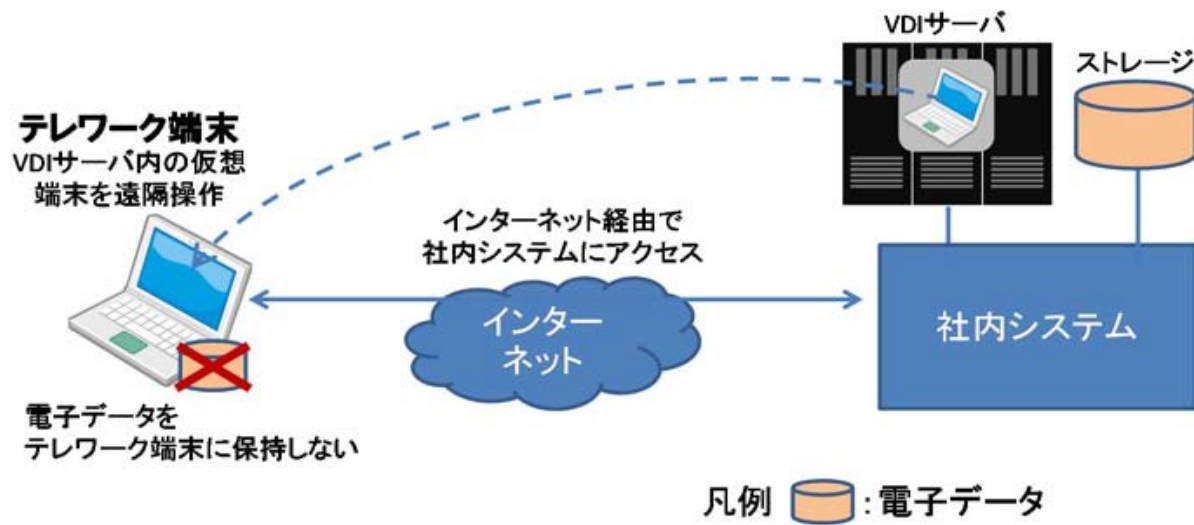 VDIサーバ
ストレージ
テレワーク端末
VDIサーバ内の仮想
端末を遠隔操作
インターネット経由で
社内システムにアクセス
インター
ネット
社内システム
電子データを
テレワーク端末に保持しない
凡例 :電子データ